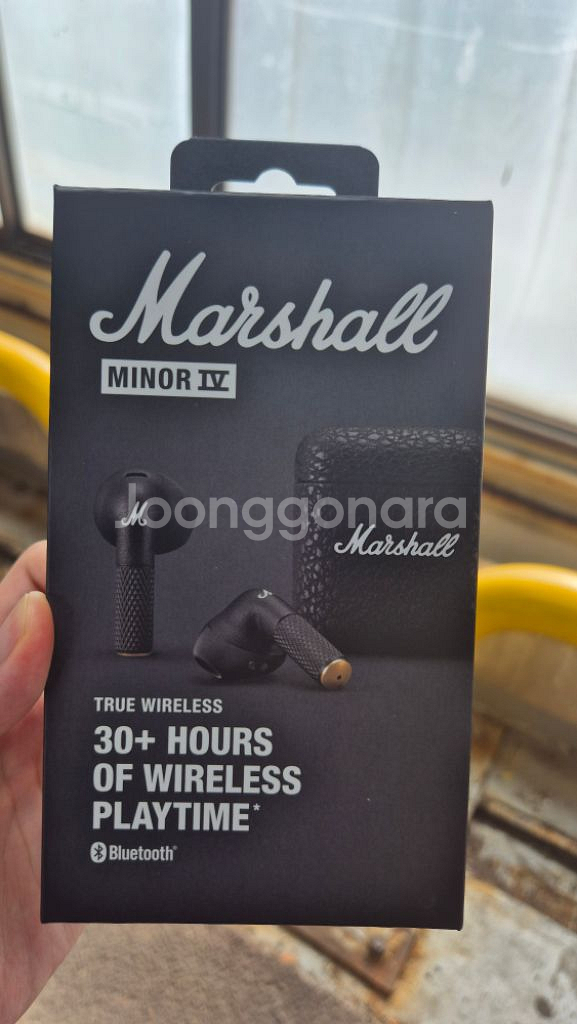 Marshall
MINOR IV
M
Joonggonara
Marshall
TRUE WIRELESS
30+ HOURS
OF WIRELESS
PLAYTIME*
Bluetooth®